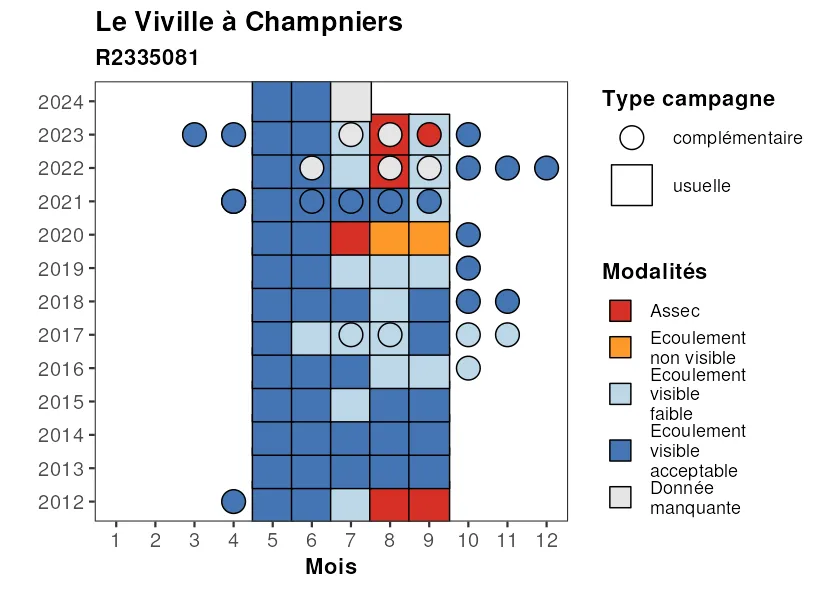 Le Viville à Champniers
R2335081
2024
2023
2022
2021
2020
2019
2018
2017
2016
2015
2014
2013
2012
1 2 3 4 5 6 7 8 9 10 11 12
Mois
Type campagne
complémentaire
usuelle
Modalités
Assec
Ecoulement
non visible
Ecoulement
visible
faible
Ecoulement
visible
acceptable
Donnée
manquante